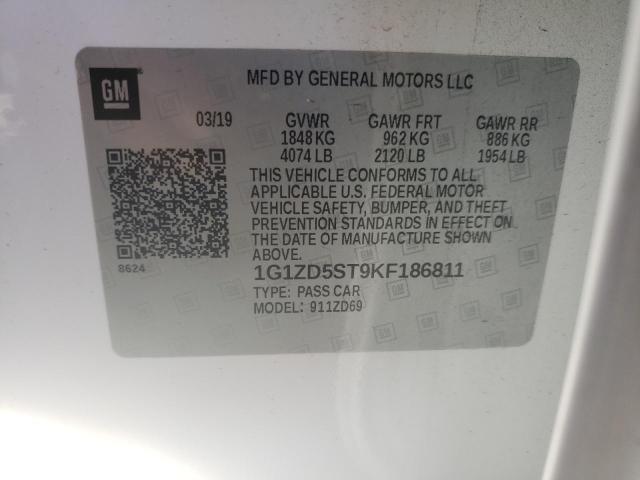 GM
MFD BY GENERAL MOTORS LLC
03/19 GVWR GAWR FRT GAWR RR
1848 KG 962 KG 886 KG
4074 LB 2120 LB 1954 LB
THIS VEHICLE CONFORMS TO ALL
APPLICABLE U.S. FEDERAL MOTOR
VEHICLE SAFETY, BUMPER, AND THEFT
PREVENTION STANDARDS IN EFFECT ON
THE DATE OF MANUFACTURE SHOWN
ABOVE.
8624
1G1ZD5ST9KF186811
TYPE: PASS CAR
MODEL: 911ZD69